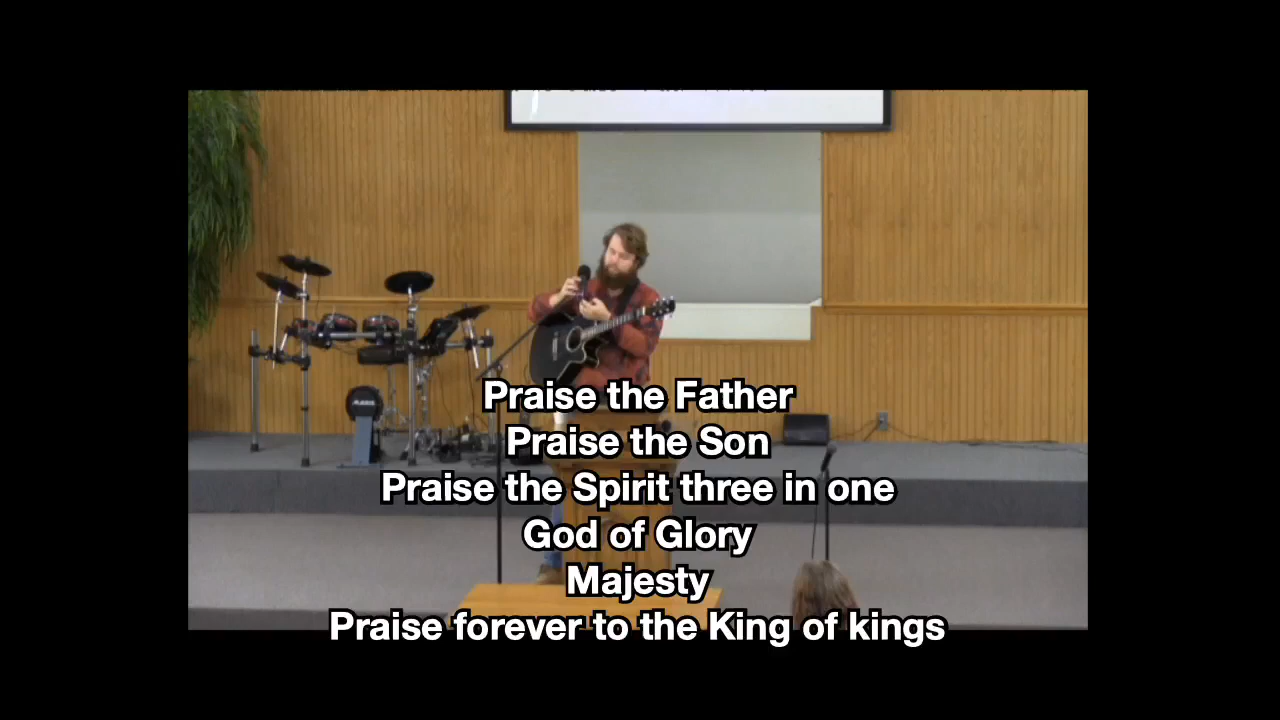 Praise the Father
Praise the Son
Praise the Spirit three in one
God of Glory
Majesty
Praise forever to the King of kings